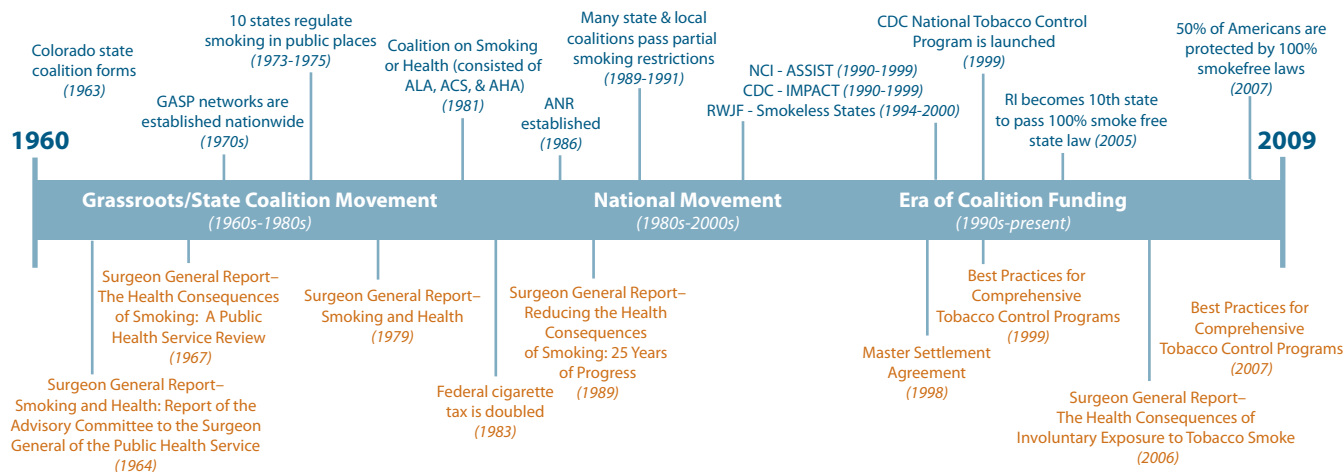 Colorado state
coalition forms
(1963)
GASP networks are
established nationwide
(1970s)
10 states regulate
smoking in public places
(1973-1975)
Coalition on Smoking
or Health (consisted of
ALA, ACS, & AHA)
(1981)
ANR
established
(1986)
Many state & local
coalitions pass partial
smoking restrictions
(1989-1991)
NCI - ASSIST (1990-1999)
CDC - IMPACT (1990-1999)
RWJF - Smokeless States (1994-2000)
CDC National Tobacco Control
Program is launched
(1999)
RI becomes 10th state
to pass 100% smoke free
state law (2005)
50% of Americans are
protected by 100%
smokefree laws
(2007)
1960
2009
Grassroots/State Coalition Movement
(1960s-1980s)
National Movement
(1980s-2000s)
Era of Coalition Funding
(1990s-present)
Surgeon General Report–
Smoking and Health: Report of the
Advisory Committee to the Surgeon
General of the Public Health Service
(1964)
Surgeon General Report–
The Health Consequences
of Smoking: A Public
Health Service Review
(1967)
Surgeon General Report–
Smoking and Health
(1979)
Federal cigarette
tax is doubled
(1983)
Surgeon General Report–
Reducing the Health
Consequences
of Smoking: 25 Years
of Progress
(1989)
Master Settlement
Agreement
(1998)
Best Practices for
Comprehensive
Tobacco Control Programs
(1999)
Surgeon General Report–
The Health Consequences of
Involuntary Exposure to Tobacco Smoke
(2006)
Best Practices for
Comprehensive
Tobacco Control Programs
(2007)